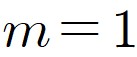 m = 1